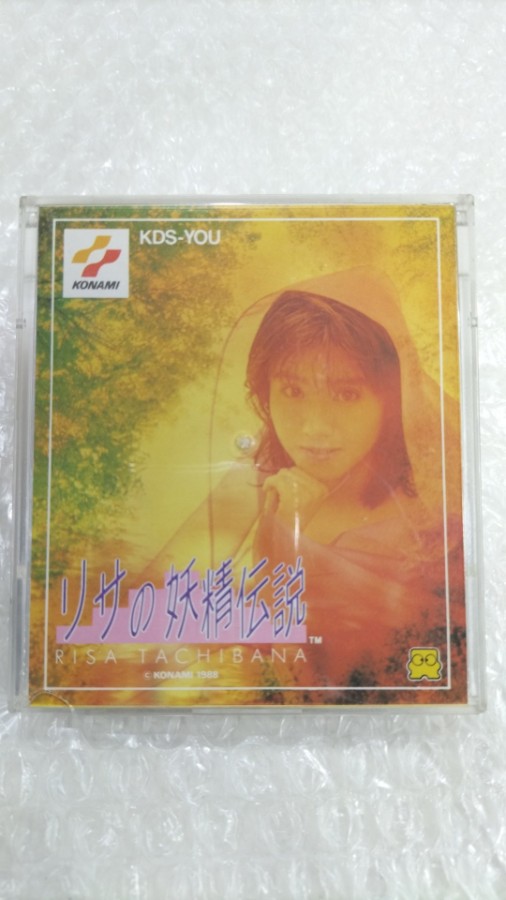 KDS-YOU
KONAMI
リサの妖精伝説
TM
RISA TACHIBANA
© KONAMI 1988